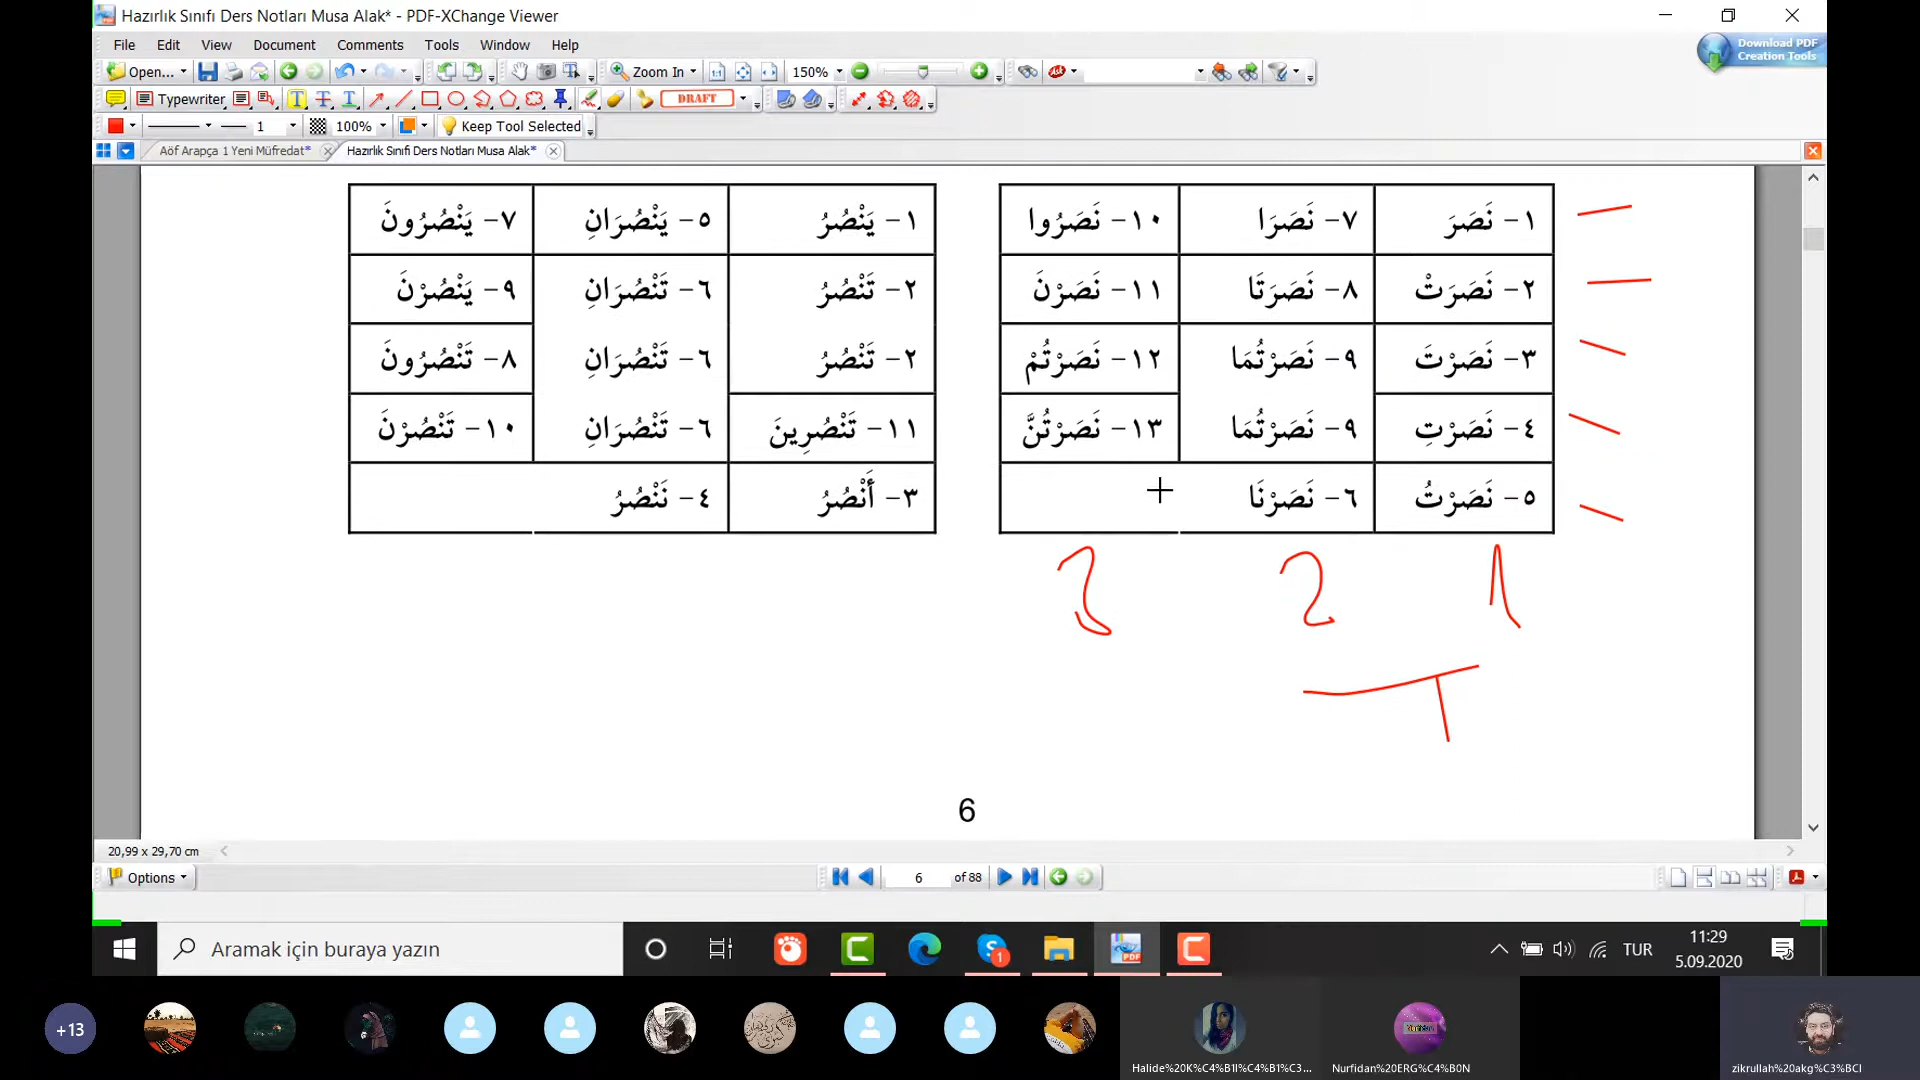 Hazırlık Sınıfı Ders Notları Musa Alak* - PDF-XChange Viewer
File Edit View Document Comments Tools Window Help
Open... Zoom In 150% Download PDF Creation Tools
Typewriter DRAFT
1 100% Keep Tool Selected
Aöf Arapça 1 Yeni Müfredat* Hazırlık Sınıfı Ders Notları Musa Alak*
١- نَصَرَ ٧- نَصَرَا ١٠- نَصَرُوا
٢- نَصَرَتْ ٨- نَصَرَتَا ١١- نَصَرْنَ
٣- نَصَرْتَ ٩- نَصَرْتُمَا ١٢- نَصَرْتُمْ
٤- نَصَرْتِ ٩- نَصَرْتُمَا ١٣- نَصَرْتُنَّ
٥- نَصَرْتُ ٦- نَصَرْنَا
١- يَنْصُرُ ٥- يَنْصُرَانِ ٧- يَنْصُرُونَ
٢- تَنْصُرُ ٦- تَنْصُرَانِ ٩- يَنْصُرْنَ
٢- تَنْصُرُ ٦- تَنْصُرَانِ ٨- تَنْصُرُونَ
١١- تَنْصُرِينَ ٦- تَنْصُرَانِ ١٠- تَنْصُرْنَ
٣- أَنْصُرُ ٤- نَنْصُرُ
2 1
6
20,99 x 29,70 cm
Options 6 of 88
Aramak için buraya yazın TUR 11:29
5.09.2020
+13
Halide%20K%C4%B1l%C4%B1%C3... Nurfidan%20ERG%C4%B0N zikrullah%20akg%C3%BCl